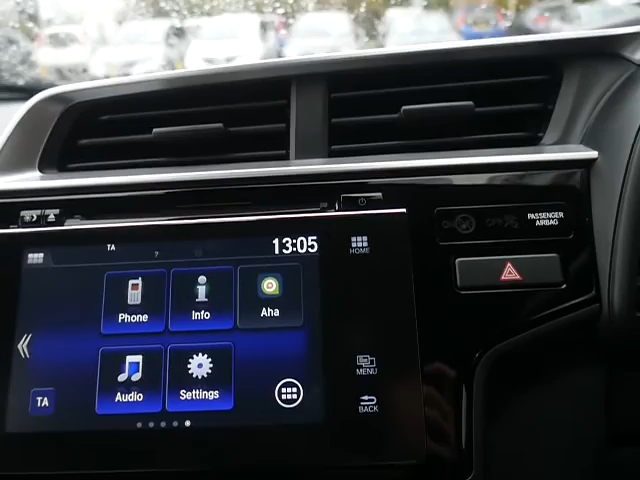 TA
13:05
HOME
PASSENGER
AIRBAG
Phone
Info
Aha
Audio
Settings
TA
MENU
BACK